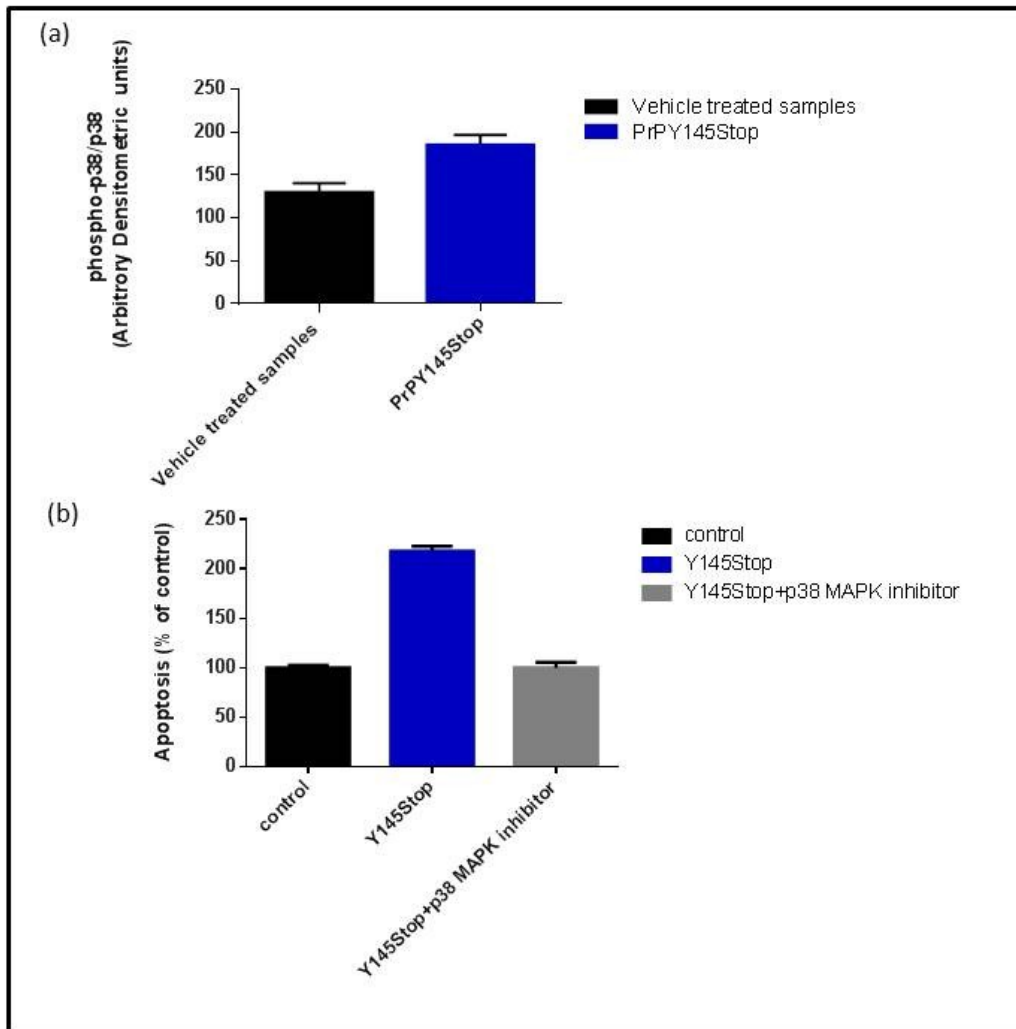 (a)
phospho-p38/p38
(Arbitrory Densitometric units)
250
200
150
100
50
0
Vehicle treated samples
PrPY145Stop
Vehicle treated samples
PrPY145Stop
(b)
Apoptosis (% of control)
250
200
150
100
50
0
control
Y145Stop
Y145Stop+p38 MAPK inhibitor
control
Y145Stop
Y145Stop+p38 MAPK inhibitor